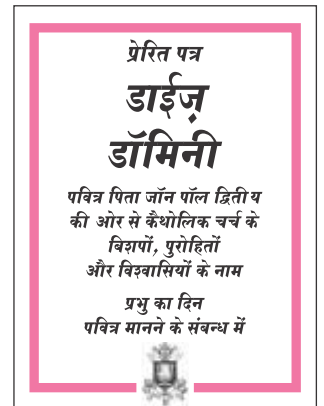 प्रेरित पत्र
डाईज़
डॉमिनी
पवित्र पिता जॉन पॉल द्वितीय
की ओर से कैथोलिक चर्च के
बिशपों, पुरोहितों
और विश्वासियों के नाम
प्रभु का दिन
पवित्र मानने के संबन्ध में